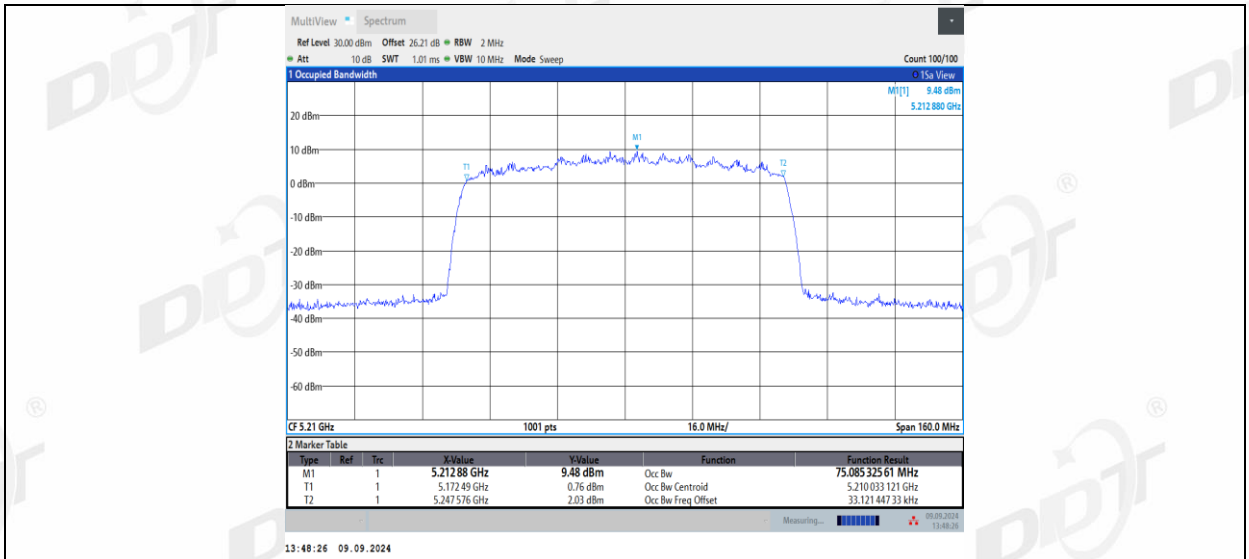 MultiView Spectrum
Ref Level 30.00 dBm Offset 26.21 dB RBW 2 MHz
Att 10 dB SWT 1.01 ms VBW 10 MHz Mode Sweep Count 100/100
1 Occupied Bandwidth 1Sa View
M1[1] 9.48 dBm
5.212 880 GHz
20 dBm
M1
10 dBm
T1 T2
0 dBm
-10 dBm
-20 dBm
-30 dBm
-40 dBm
-50 dBm
-60 dBm
CF 5.21 GHz 1001 pts 16.0 MHz/ Span 160.0 MHz
2 Marker Table
Type Ref Trc X-Value Y-Value Function Function Result
M1 1 5.212 88 GHz 9.48 dBm Occ Bw 75.085 325 61 MHz
T1 1 5.172 49 GHz 0.76 dBm Occ Bw Centroid 5.210 033 121 GHz
T2 1 5.247 576 GHz 2.03 dBm Occ Bw Freq Offset 33.121 447 33 kHz
Measuring... 09.09.2024
13:48:26
13:48:26 09.09.2024
DDT
®